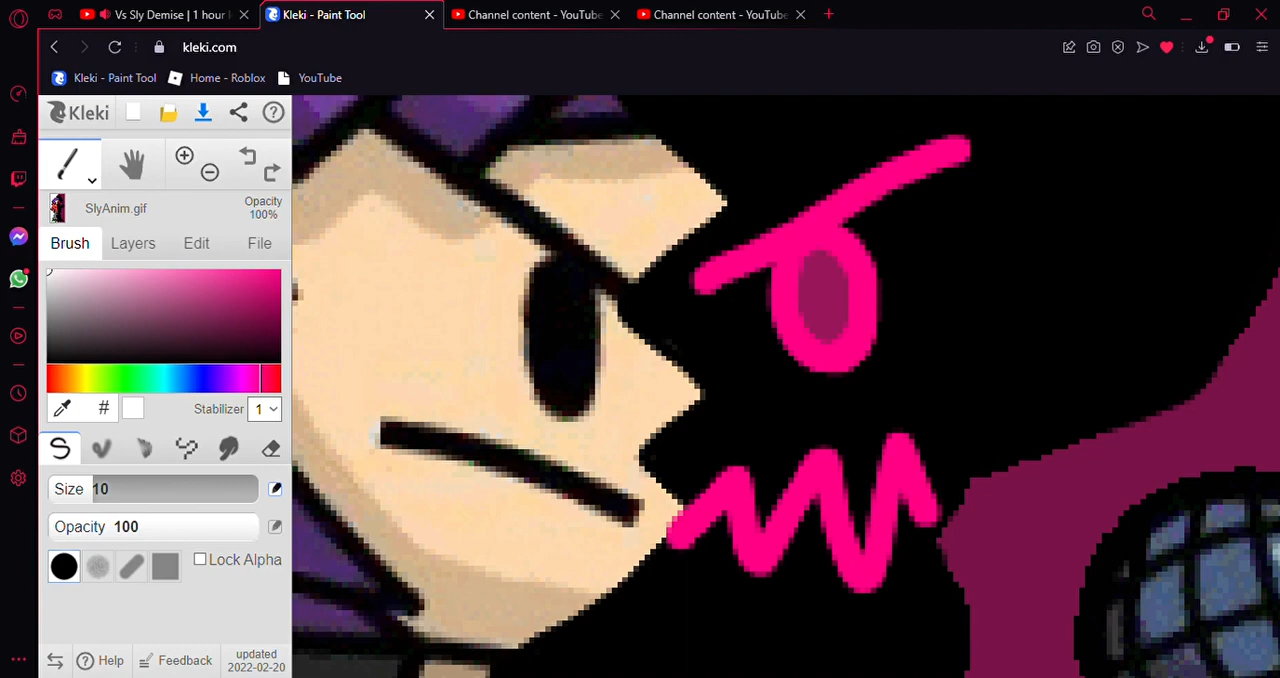 Vs Sly Demise | 1 hour
Kleki - Paint Tool
Channel content - YouTube
Channel content - YouTube
kleki.com
Kleki - Paint Tool
Home - Roblox
YouTube
Kleki
SlyAnim.gif
Opacity
100%
Brush
Layers
Edit
File
#
Stabilizer
1
Size 10
Opacity 100
Lock Alpha
Help
Feedback
updated
2022-02-20